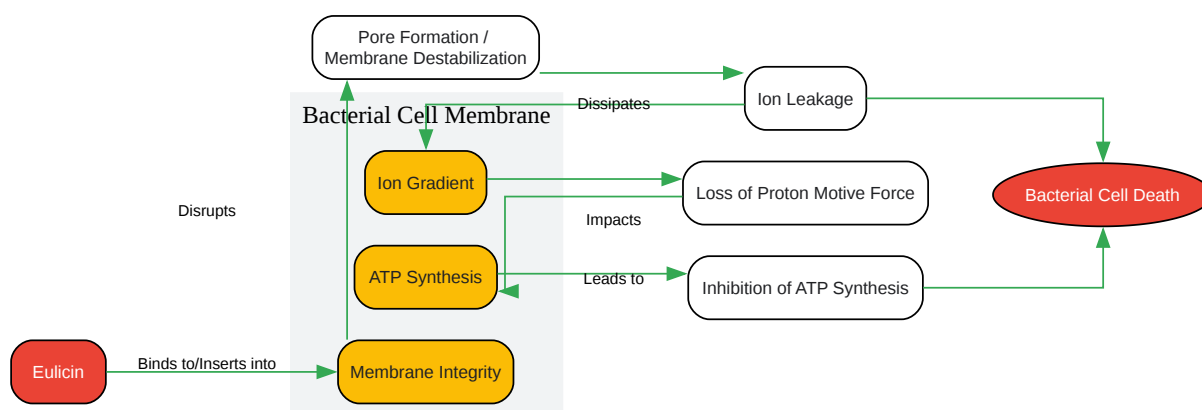 Pore Formation /
Membrane Destabilization
Ion Leakage
Dissipates
Bacterial Cell Membrane
Ion Gradient
Loss of Proton Motive Force
Bacterial Cell Death
Disrupts
Impacts
ATP Synthesis
Leads to
Inhibition of ATP Synthesis
Eulicin
Binds to/Inserts into
Membrane Integrity